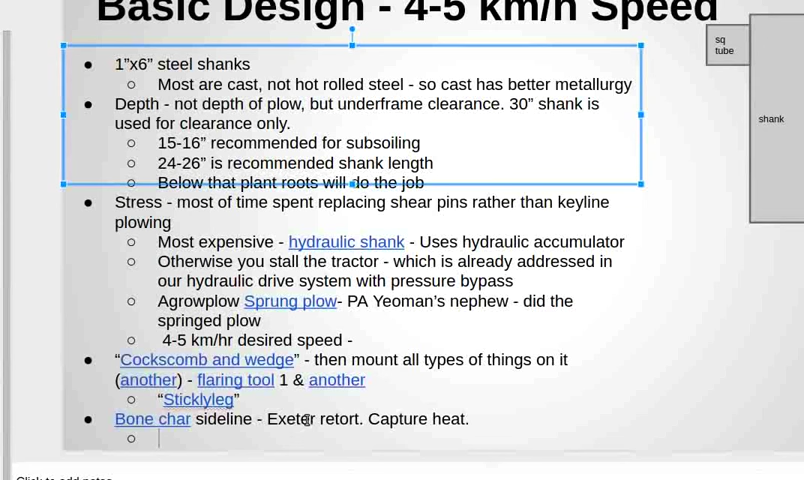 Basic Design - 4-5 km/h Speed
● 1”x6” steel shanks
○ Most are cast, not hot rolled steel - so cast has better metallurgy
● Depth - not depth of plow, but underframe clearance. 30” shank is
used for clearance only.
○ 15-16” recommended for subsoiling
○ 24-26” is recommended shank length
○ Below that plant roots will do the job
● Stress - most of time spent replacing shear pins rather than keyline
plowing
○ Most expensive - hydraulic shank - Uses hydraulic accumulator
○ Otherwise you stall the tractor - which is already addressed in
our hydraulic drive system with pressure bypass
○ Agrowplow Sprung plow- PA Yeoman’s nephew - did the
springed plow
○ 4-5 km/hr desired speed -
● “Cockscomb and wedge” - then mount all types of things on it
(another) - flaring tool 1 & another
○ “Sticklyleg”
● Bone char sideline - Exeter retort. Capture heat.
○
sq
tube
shank
Click to add notes